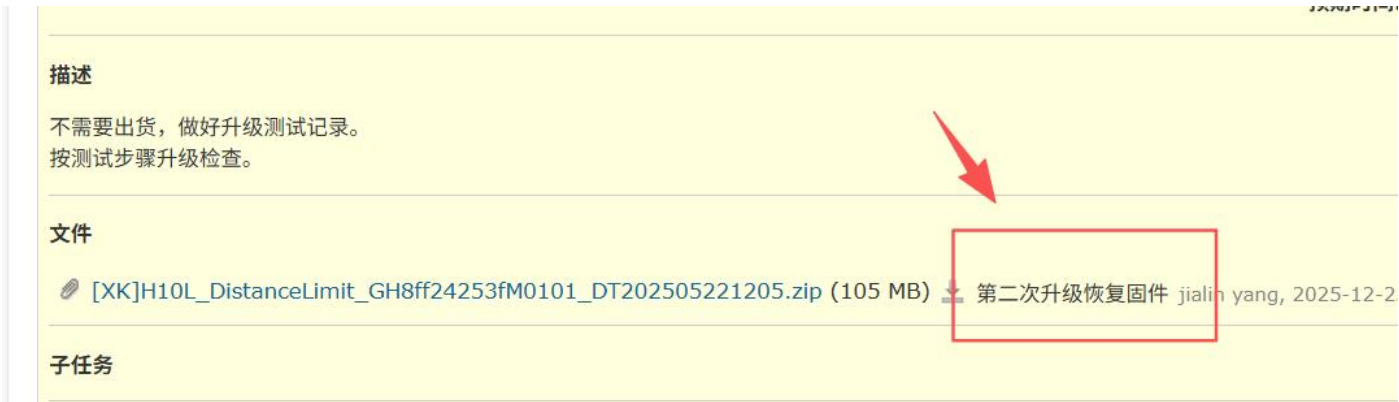 描述
不需要出货，做好升级测试记录。
按测试步骤升级检查。
文件
[XK]H10L_DistanceLimit_GH8ff24253fM0101_DT202505221205.zip (105 MB) 第二次升级恢复固件 jialin yang, 2025-12-2
子任务